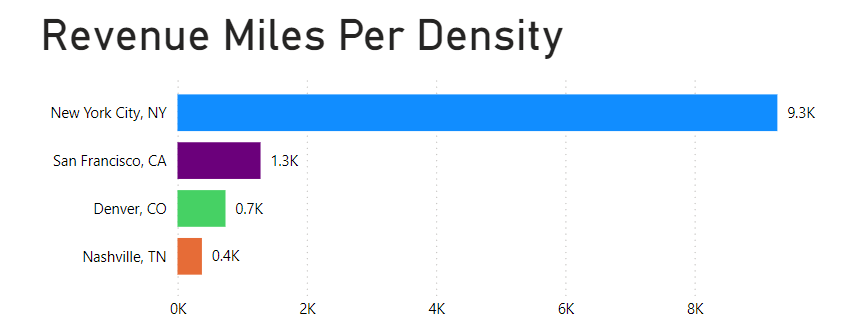 Revenue Miles Per Density
New York City, NY 9.3K
San Francisco, CA 1.3K
Denver, CO 0.7K
Nashville, TN 0.4K
0K 2K 4K 6K 8K